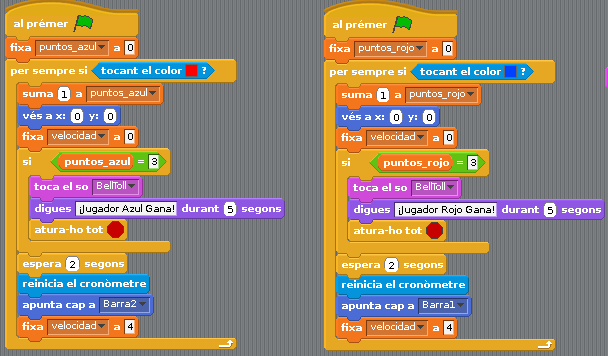 al prémer
fixa puntos_azul a 0
per sempre si tocant el color ?
suma 1 a puntos_azul
vés a x: 0 y: 0
fixa velocidad a 0
si puntos_azul = 3
toca el so BellToll
digues ¡Jugador Azul Gana! durant 5 segons
atura-ho tot
espera 2 segons
reinicia el cronòmetre
apunta cap a Barra2
fixa velocidad a 4
al prémer
fixa puntos_rojo a 0
per sempre si tocant el color ?
suma 1 a puntos_rojo
vés a x: 0 y: 0
fixa velocidad a 0
si puntos_rojo = 3
toca el so BellToll
digues ¡Jugador Rojo Gana! durant 5 segons
atura-ho tot
espera 2 segons
reinicia el cronòmetre
apunta cap a Barra1
fixa velocidad a 4